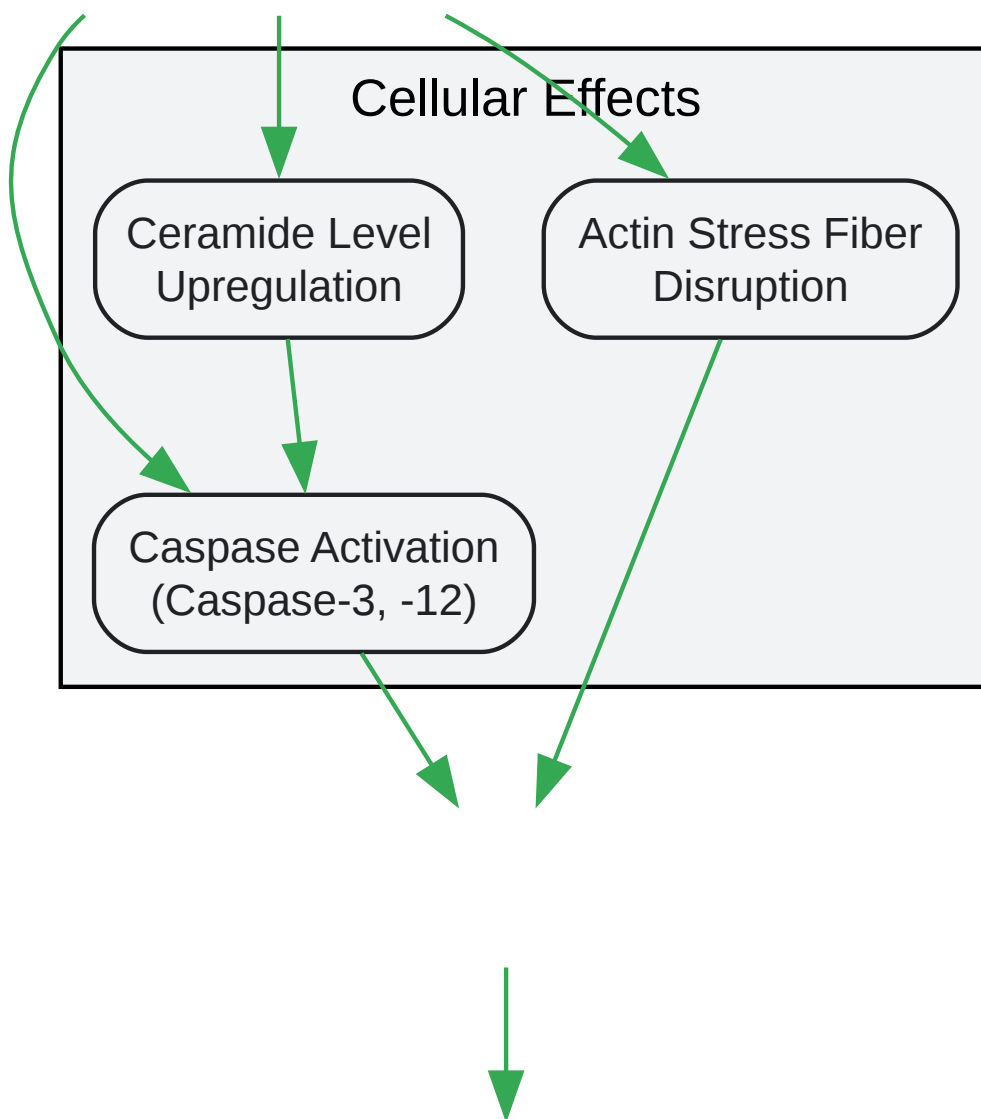 Cellular Effects
Ceramide Level
Upregulation
Actin Stress Fiber
Disruption
Caspase Activation
(Caspase-3, -12)